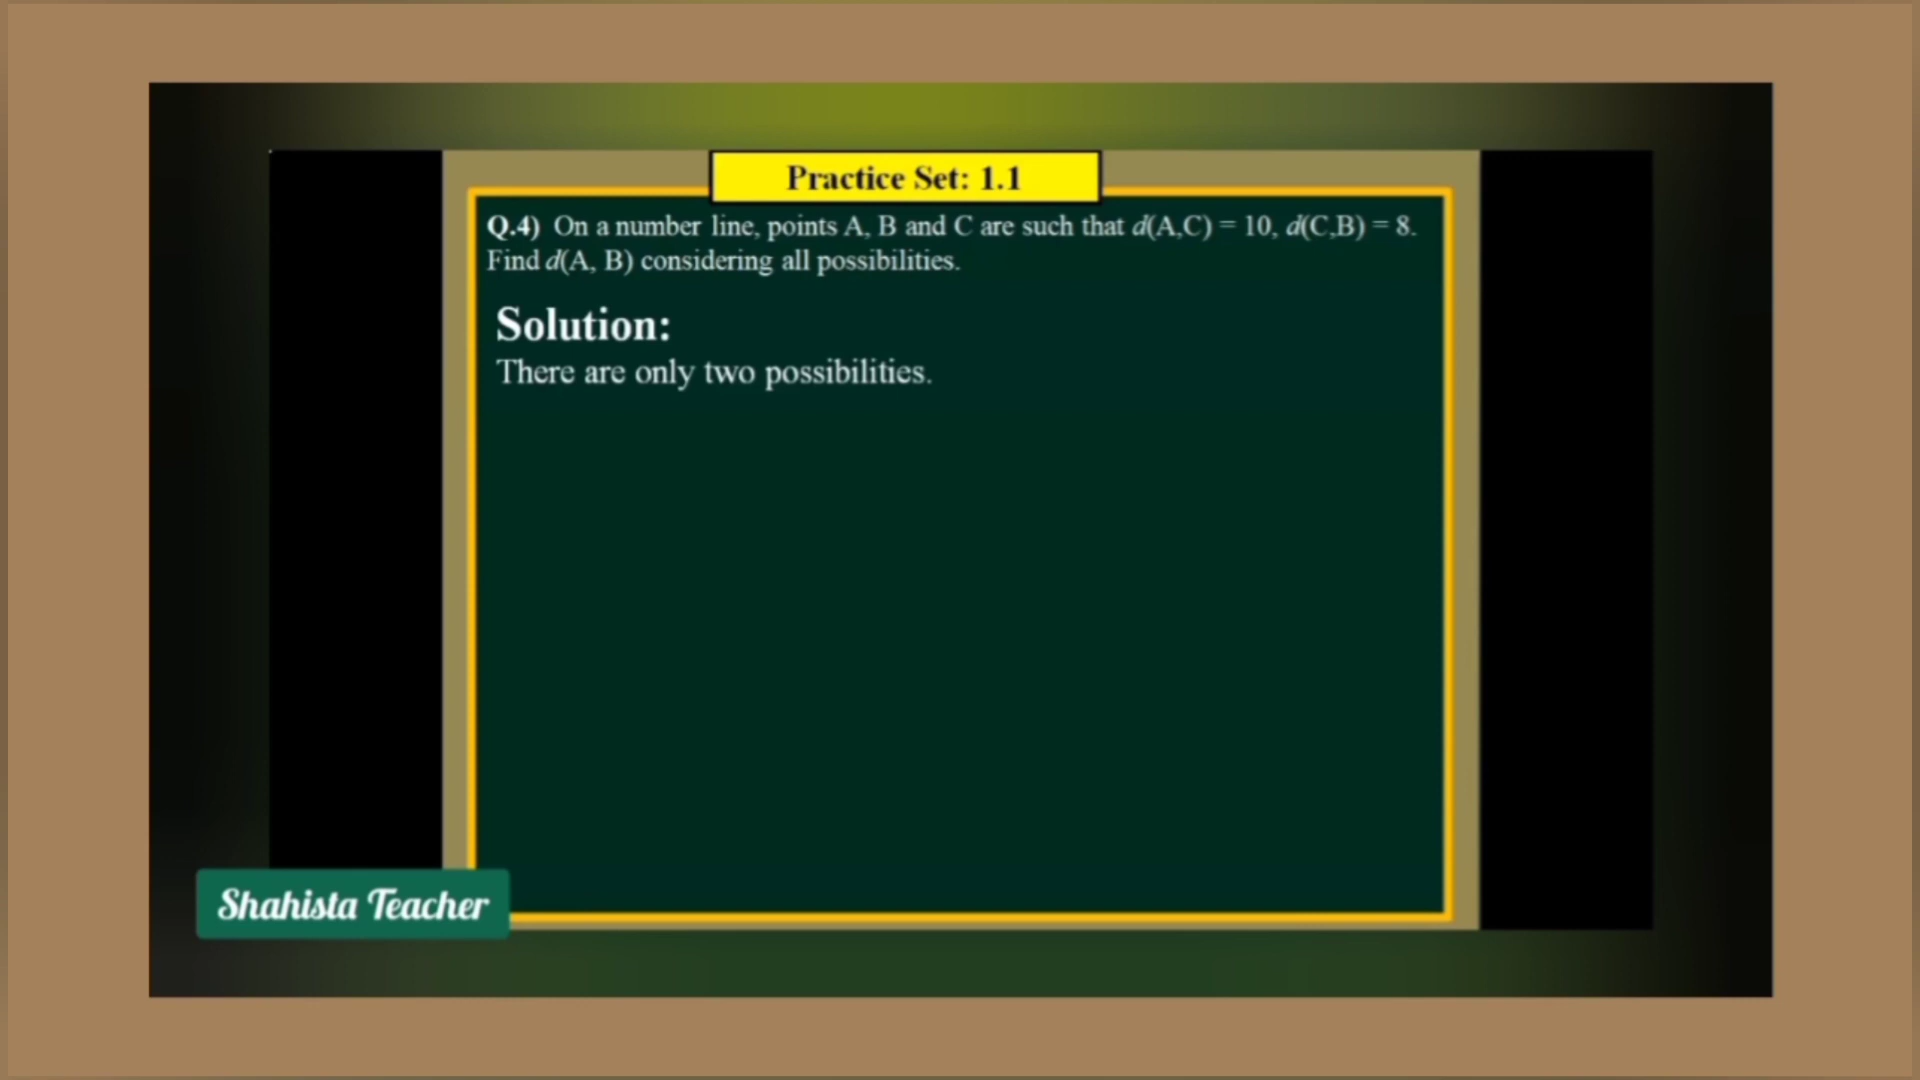 Practice Set: 1.1
Q.4) On a number line, points A, B and C are such that d(A,C) = 10, d(C,B) = 8.
Find d(A, B) considering all possibilities.
Solution:
There are only two possibilities.
Shahista Teacher